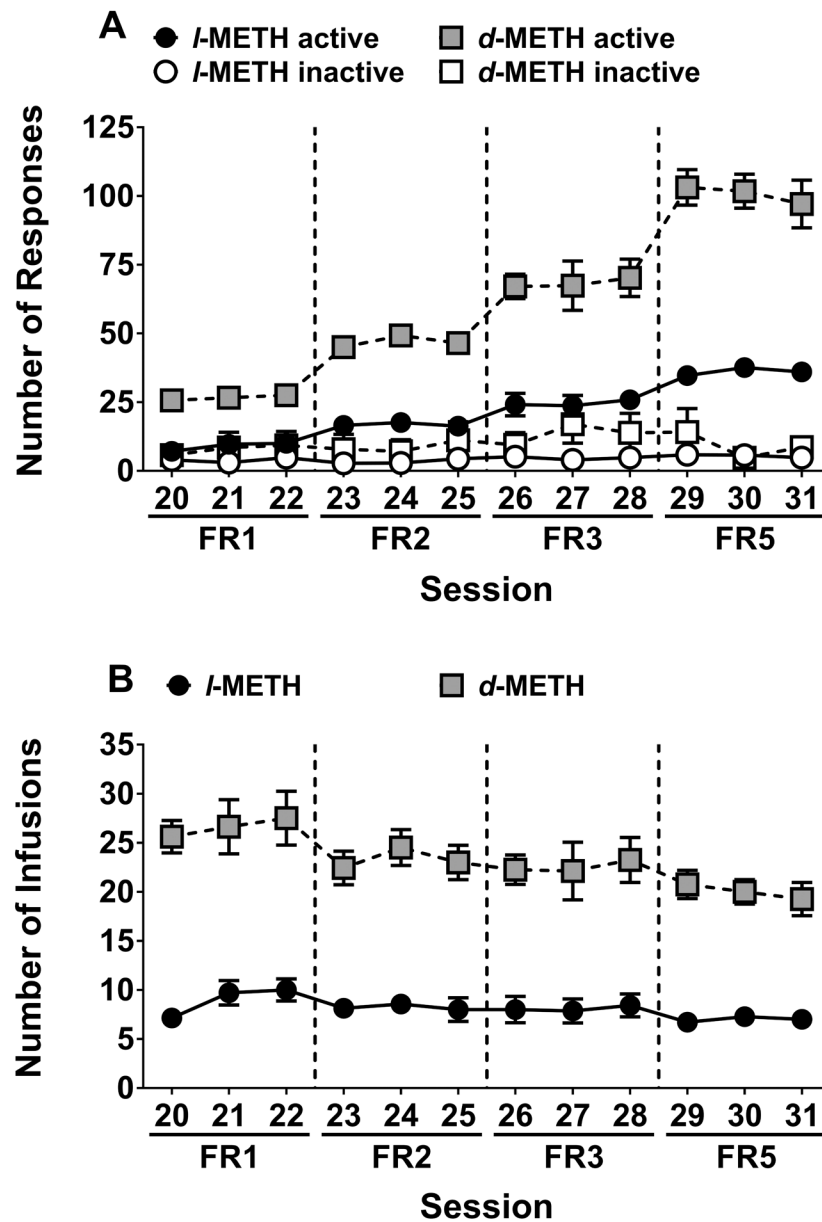 A
l-METH active d-METH active
l-METH inactive d-METH inactive
Number of Responses
125
100
75
50
25
0
20 21 22 23 24 25 26 27 28 29 30 31
FR1 FR2 FR3 FR5
Session
B
l-METH d-METH
Number of Infusions
35
30
25
20
15
10
5
0
20 21 22 23 24 25 26 27 28 29 30 31
FR1 FR2 FR3 FR5
Session